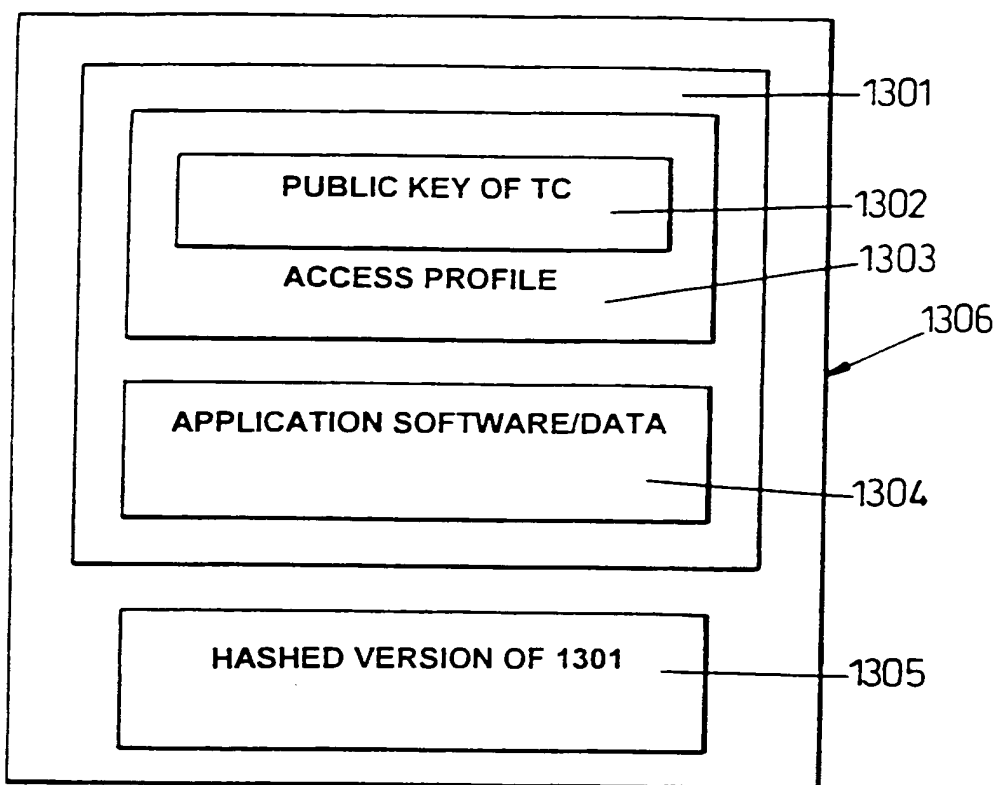 1301
PUBLIC KEY OF TC
1302
ACCESS PROFILE
1303
1306
APPLICATION SOFTWARE/DATA
1304
HASHED VERSION OF 1301
1305